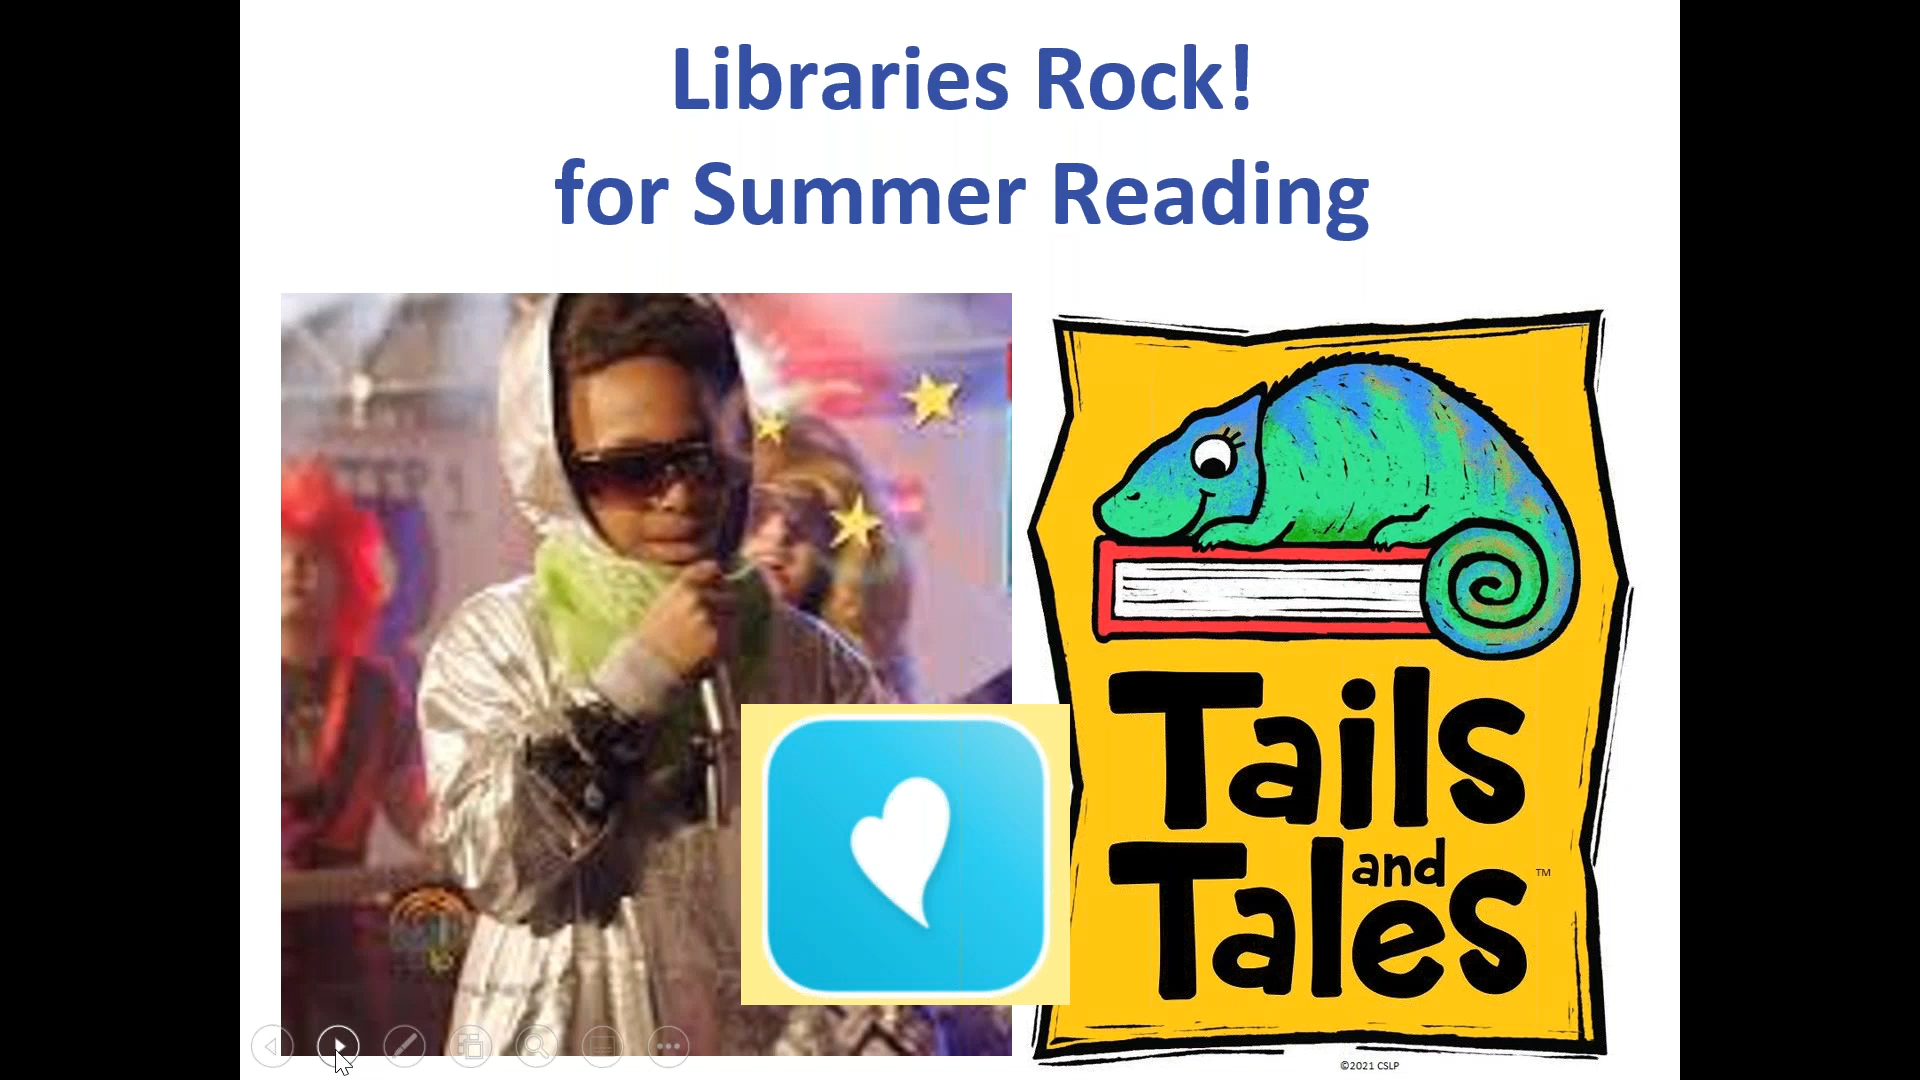 Libraries Rock!
for Summer Reading
Tails
and
Tales
TM
©2021 CSLP